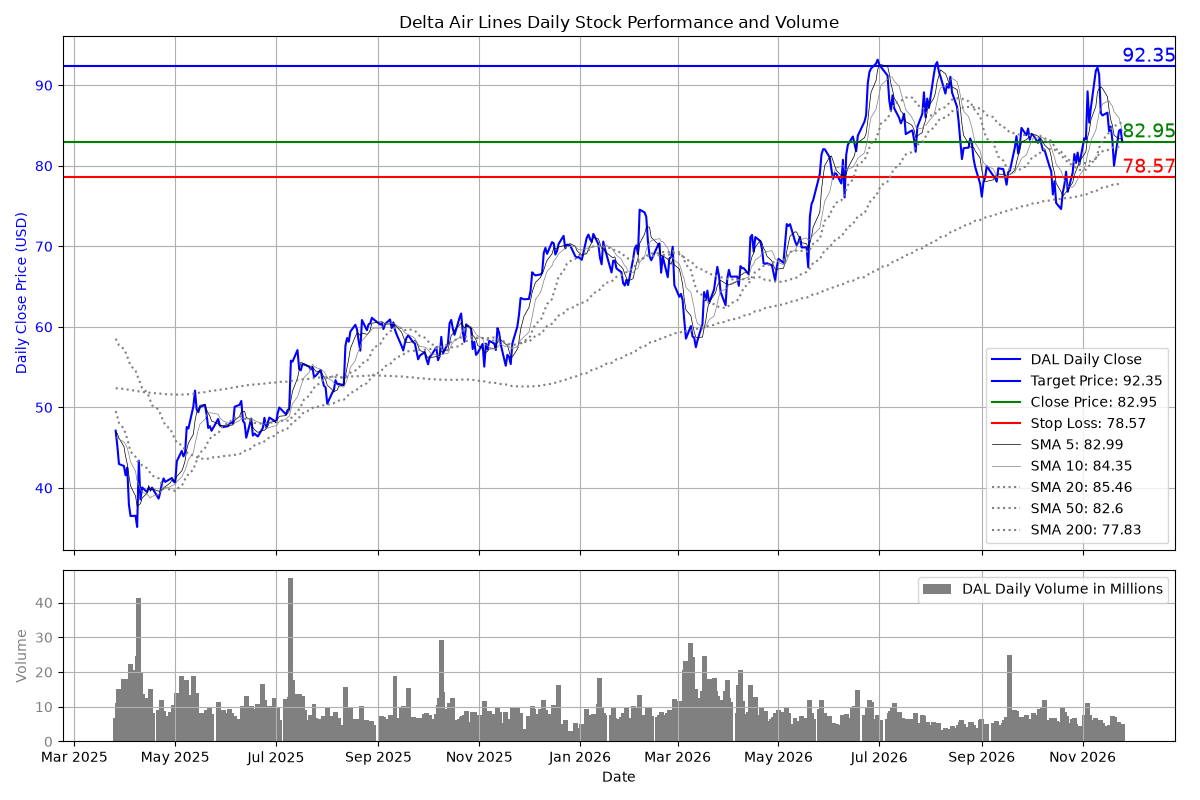 Delta Air Lines Daily Stock Performance and Volume
92.35
82.95
78.57
90
80
70
60
50
40
Daily Close Price (USD)
DAL Daily Close
Target Price: 92.35
Close Price: 82.95
Stop Loss: 78.57
SMA 5: 82.99
SMA 10: 84.35
SMA 20: 85.46
SMA 50: 82.6
SMA 200: 77.83
DAL Daily Volume in Millions
40
30
20
10
0
Volume
Mar 2025 May 2025 Jul 2025 Sep 2025 Nov 2025 Jan 2026 Mar 2026 May 2026 Jul 2026 Sep 2026 Nov 2026
Date